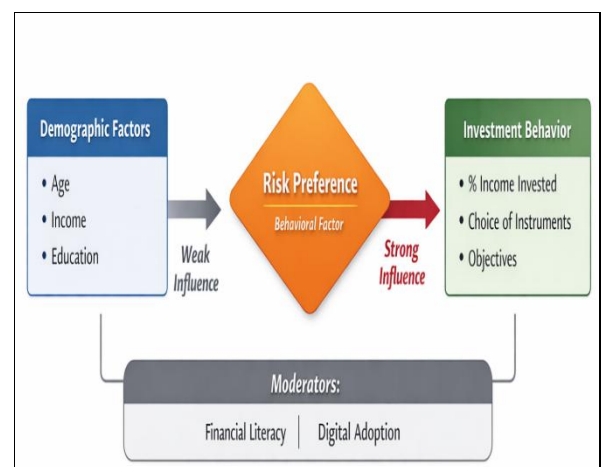 Demographic Factors
• Age
• Income
• Education
Weak
Influence
Risk Preference
Behavioral Factor
Strong
Influence
Investment Behavior
• % Income Invested
• Choice of Instruments
• Objectives
Moderators:
Financial Literacy | Digital Adoption